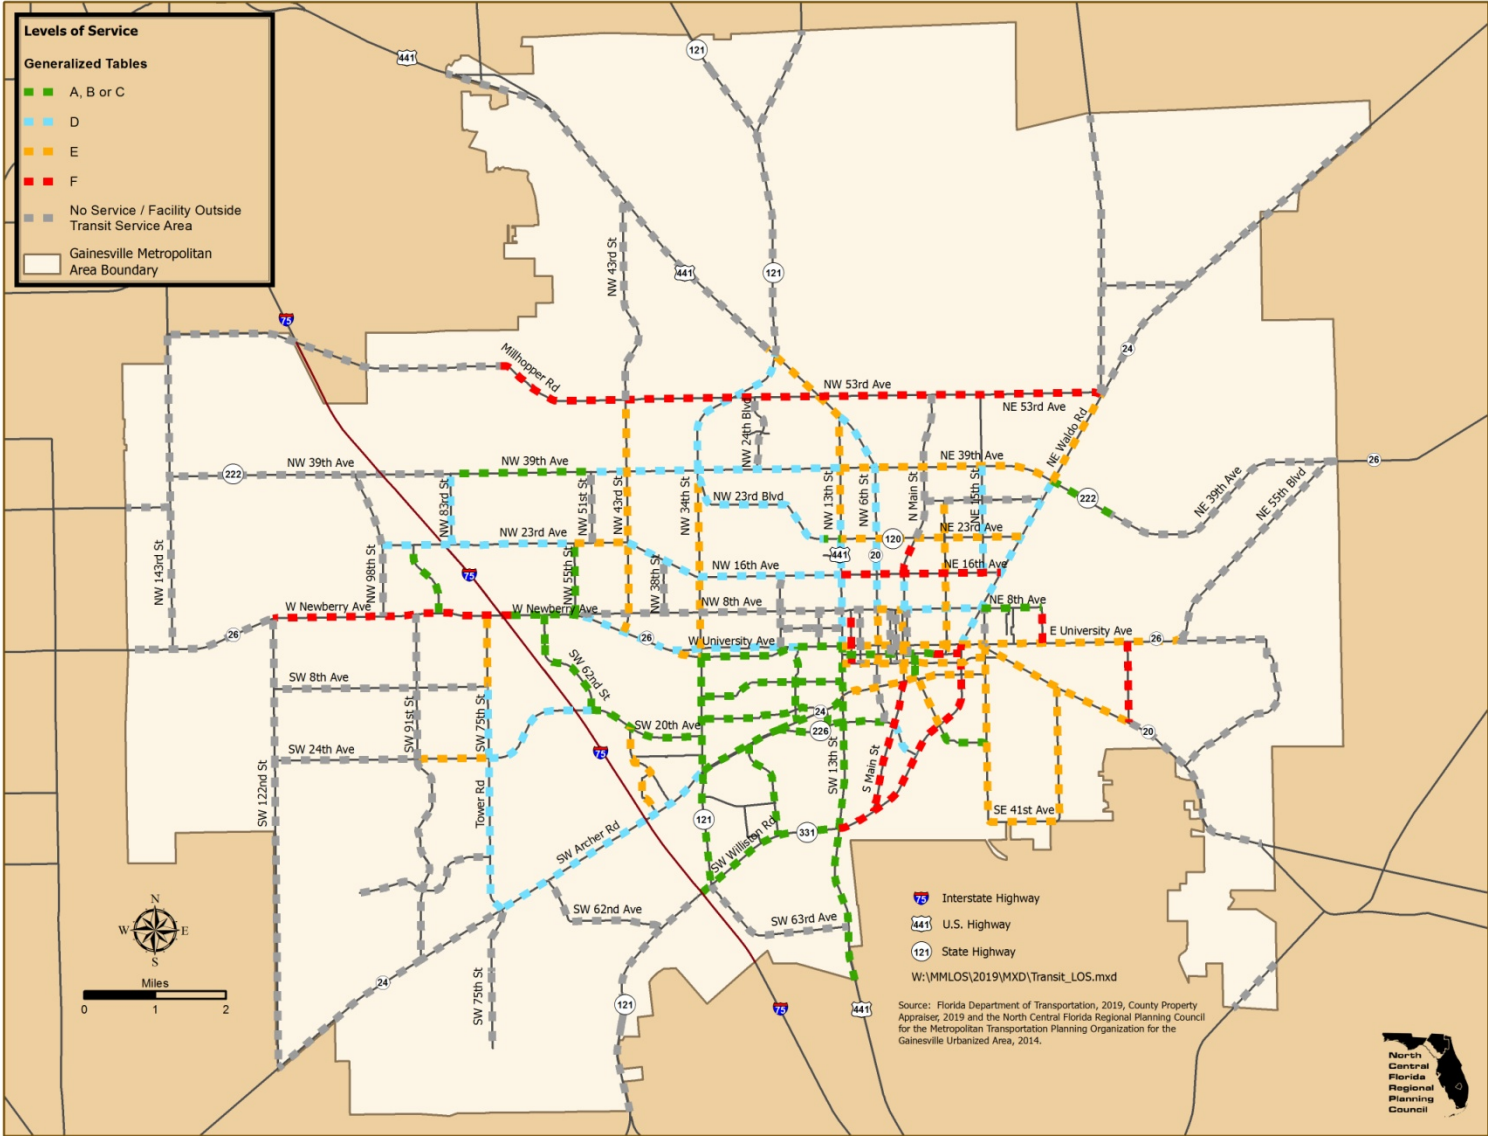 Levels of Service
Generalized Tables
A, B or C
D
E
F
No Service / Facility Outside
Transit Service Area
Gainesville Metropolitan
Area Boundary
441
121
NW 43rd St
441
121
75
24
Millhopper Rd
NW 53rd Ave
NE 53rd Ave
NW 24th Blvd
NE Waldo Rd
222
NW 39th Ave
NW 39th Ave
NE 39th Ave
26
NW 83rd St
NW 51st St
NW 43rd St
NW 34th St
NW 23rd Blvd
NW 13th St
NW 6th St
N Main St
NE 15th St
222
NE 39th Ave
NE 55th Blvd
NW 143rd St
NW 98th St
NW 23rd Ave
NE 23rd Ave
120
441
20
75
NW 55th St
NW 38th St
NW 16th Ave
NE 16th Ave
W Newberry Ave
W Newberry Ave
NW 8th Ave
NE 8th Ave
26
26
W University Ave
E University Ave
26
SW 62nd St
SW 8th Ave
SW 91st St
SW 75th St
SW 20th Ave
24
226
20
SW 24th Ave
75
SW 13th St
S Main St
SW 122nd St
Tower Rd
SE 41st Ave
121
331
SW Archer Rd
SW Williston Rd
SW 62nd Ave
SW 63rd Ave
24
SW 75th St
121
75
441
N
W
E
S
Miles
0
1
2
75
Interstate Highway
441
U.S. Highway
121
State Highway
W:\MMLOS\2019\MXD\Transit_LOS.mxd
Source: Florida Department of Transportation, 2019, County Property
Appraiser, 2019 and the North Central Florida Regional Planning Council
for the Metropolitan Transportation Planning Organization for the
Gainesville Urbanized Area, 2014.
North
Central
Florida
Regional
Planning
Council